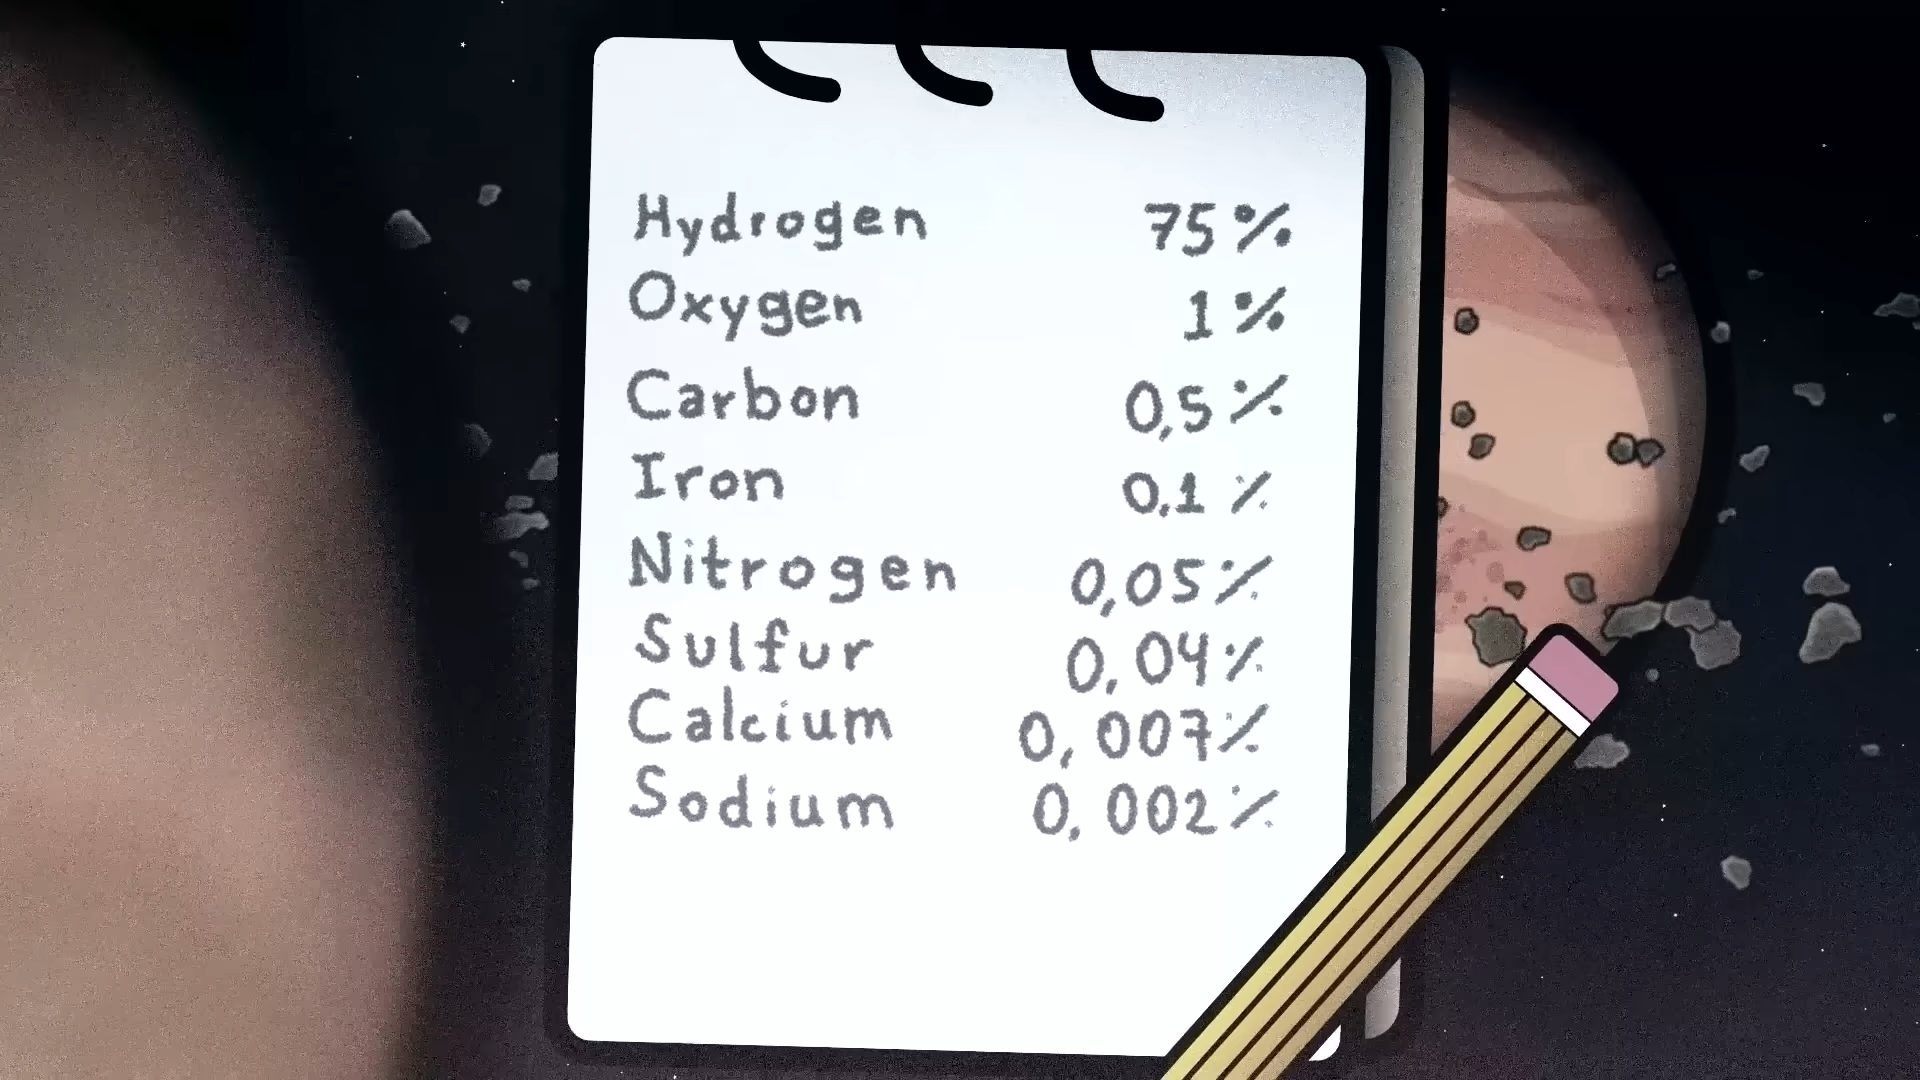 Hydrogen 75%
Oxygen 1%
Carbon 0,5%
Iron 0,1%
Nitrogen 0,05%
Sulfur 0,04%
Calcium 0,007%
Sodium 0,002%